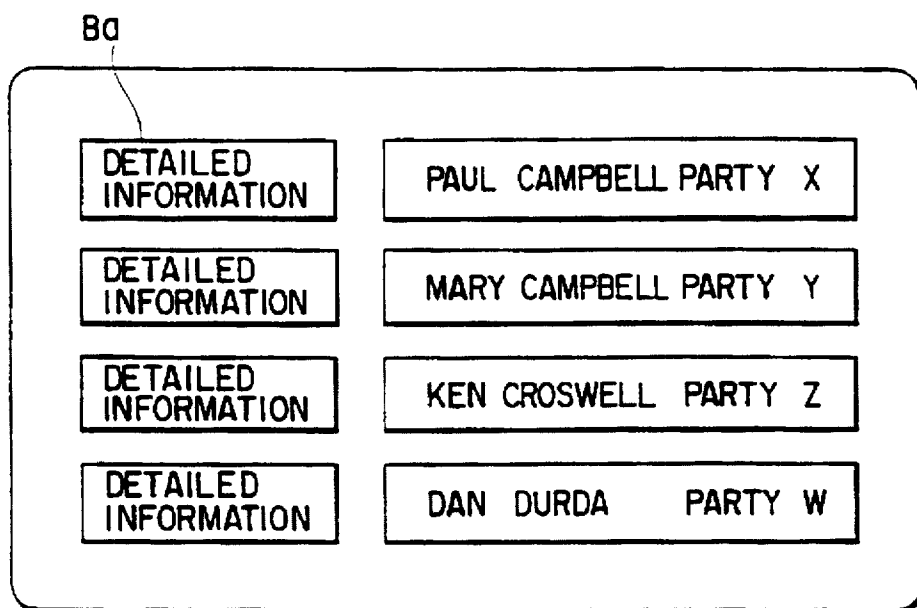 8a
DETAILED
INFORMATION
PAUL CAMPBELL PARTY X
DETAILED
INFORMATION
MARY CAMPBELL PARTY Y
DETAILED
INFORMATION
KEN CROSWELL PARTY Z
DETAILED
INFORMATION
DAN DURDA PARTY W